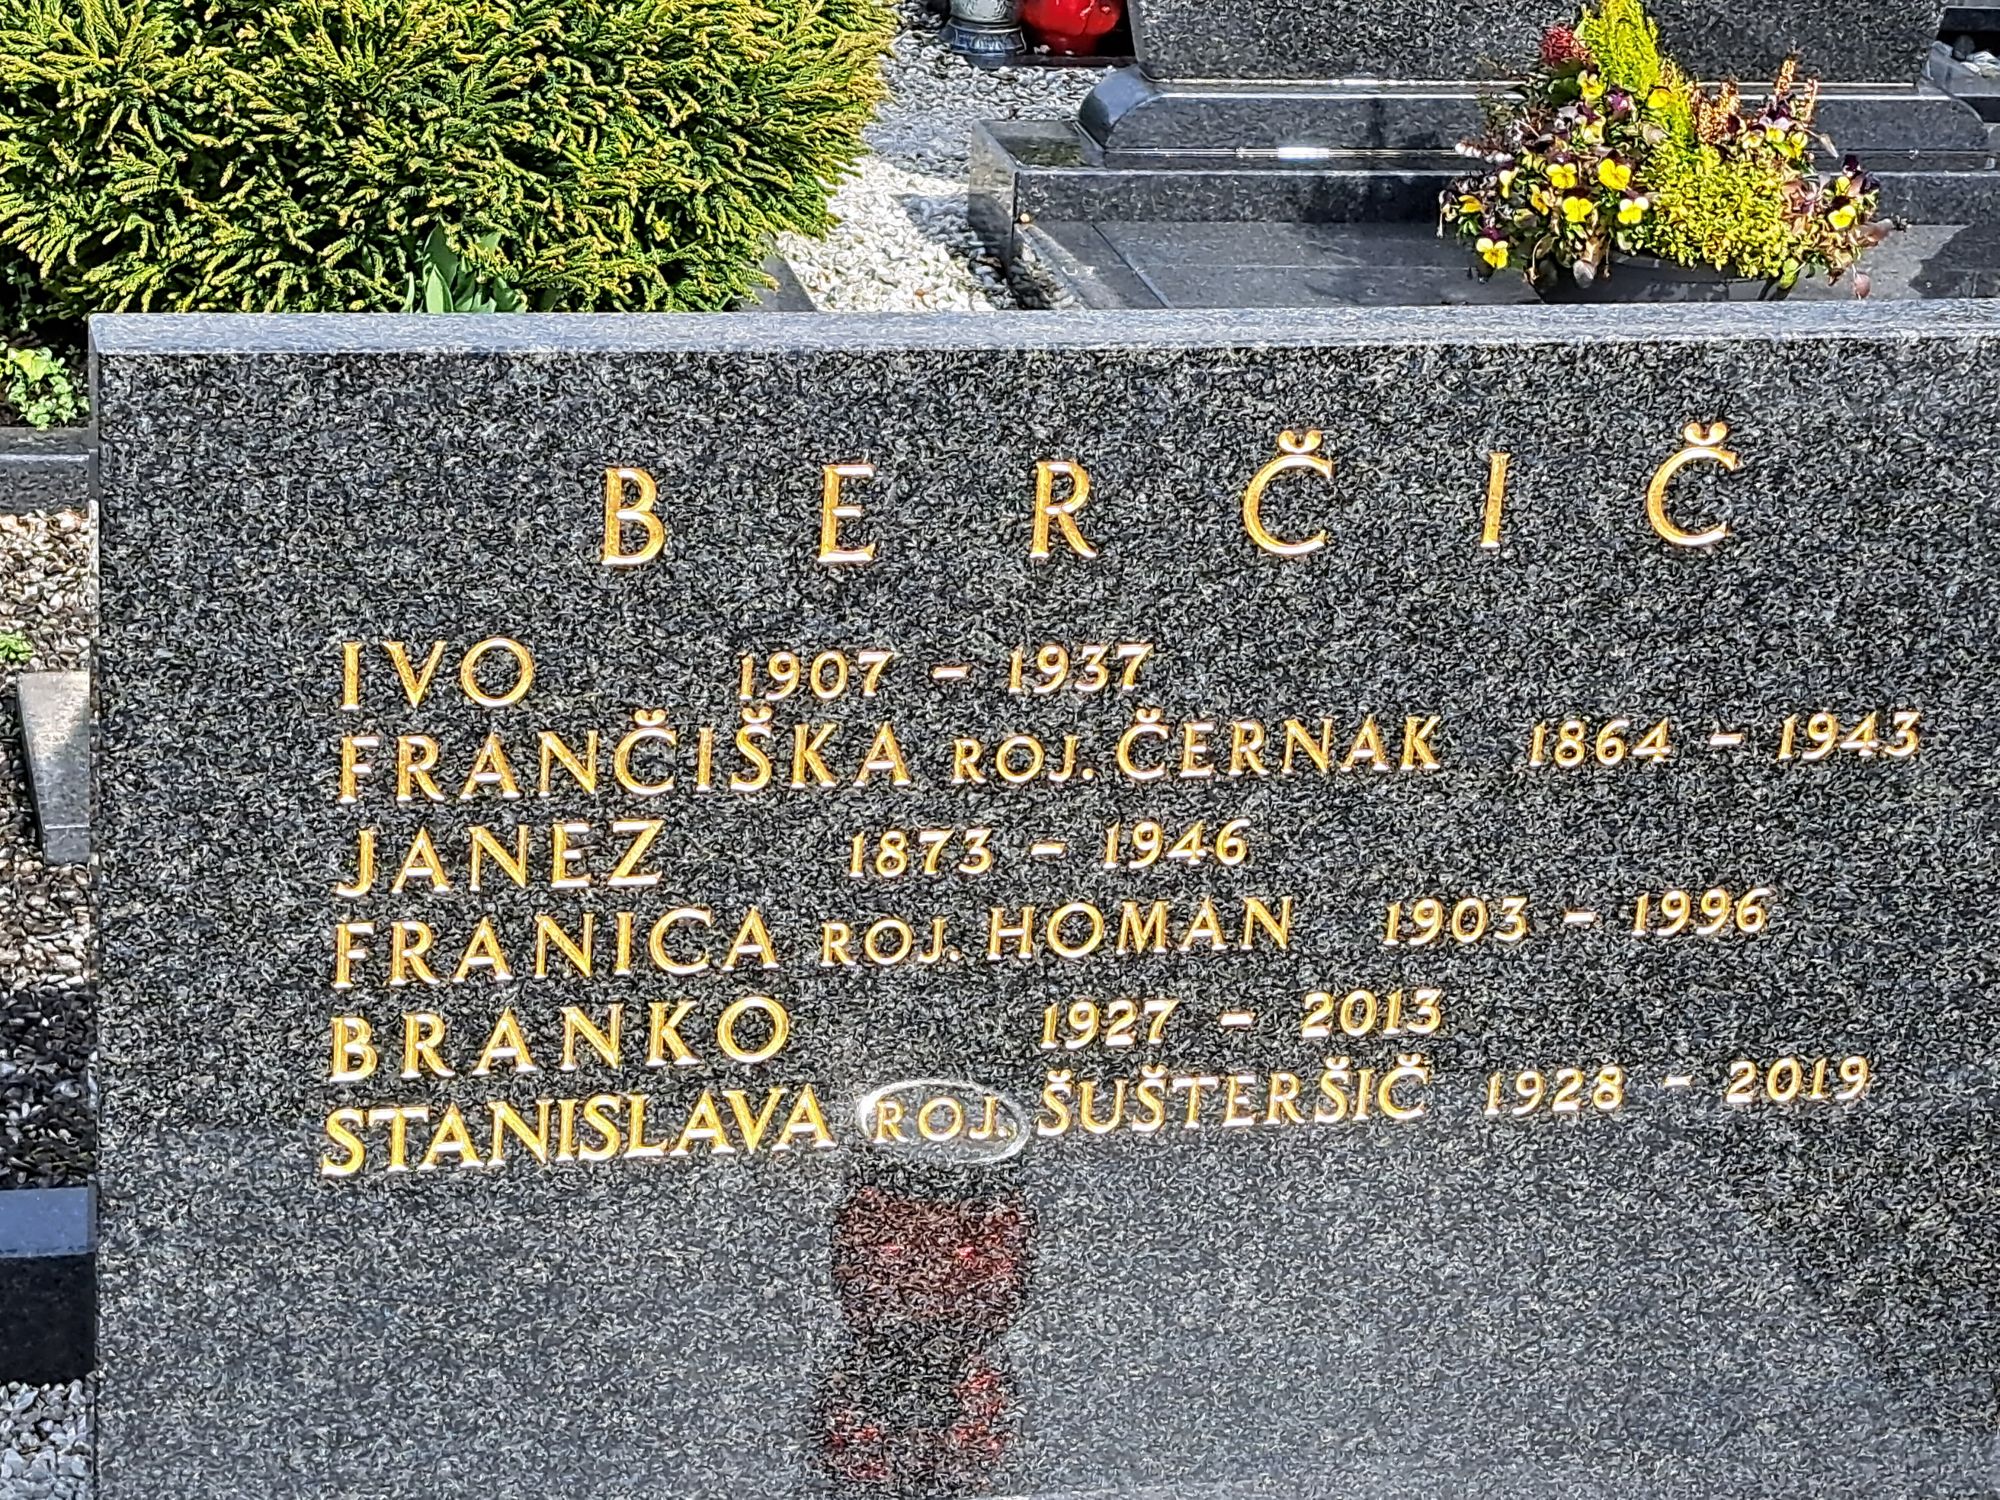 BERČIČ
IVO 1907 - 1937
FRANČIŠKA ROJ. ČERNAK 1864 - 1943
JANEZ 1873 - 1946
FRANICA ROJ. HOMAN 1903 - 1996
BRANKO 1927 - 2013
STANISLAVA ROJ. ŠUŠTERŠIČ 1928 - 2019